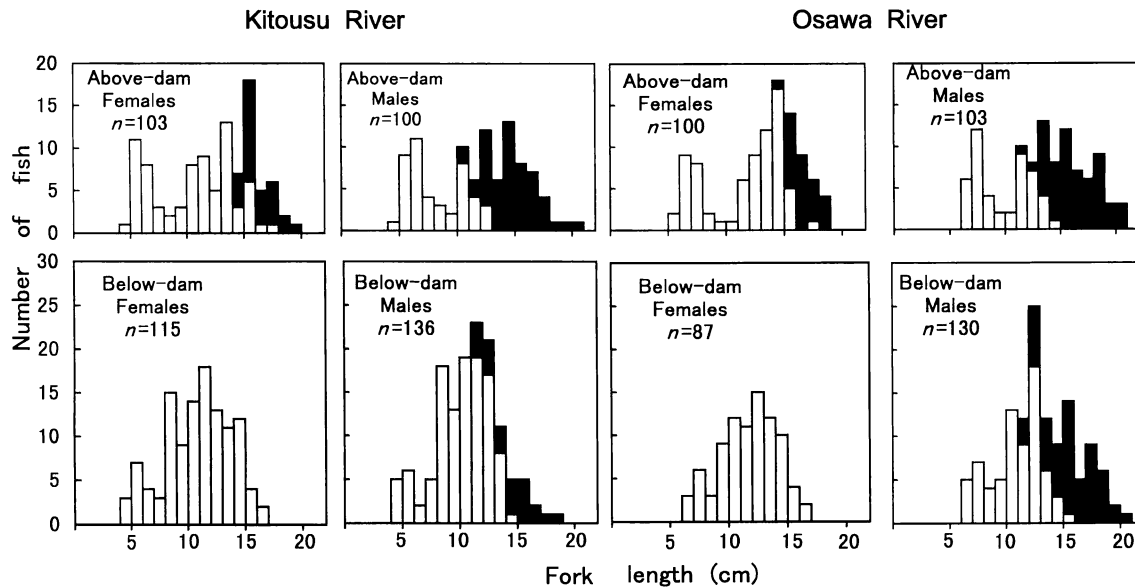 Kitousu River
Osawa River
Number of fish
20
15
10
5
0
Above-dam
Females
n=103
Above-dam
Males
n=100
Above-dam
Females
n=100
Above-dam
Males
n=103
30
25
20
15
10
5
0
Below-dam
Females
n=115
Below-dam
Males
n=136
Below-dam
Females
n=87
Below-dam
Males
n=130
5 10 15 20
5 10 15 20
5 10 15 20
5 10 15 20
Fork length (cm)